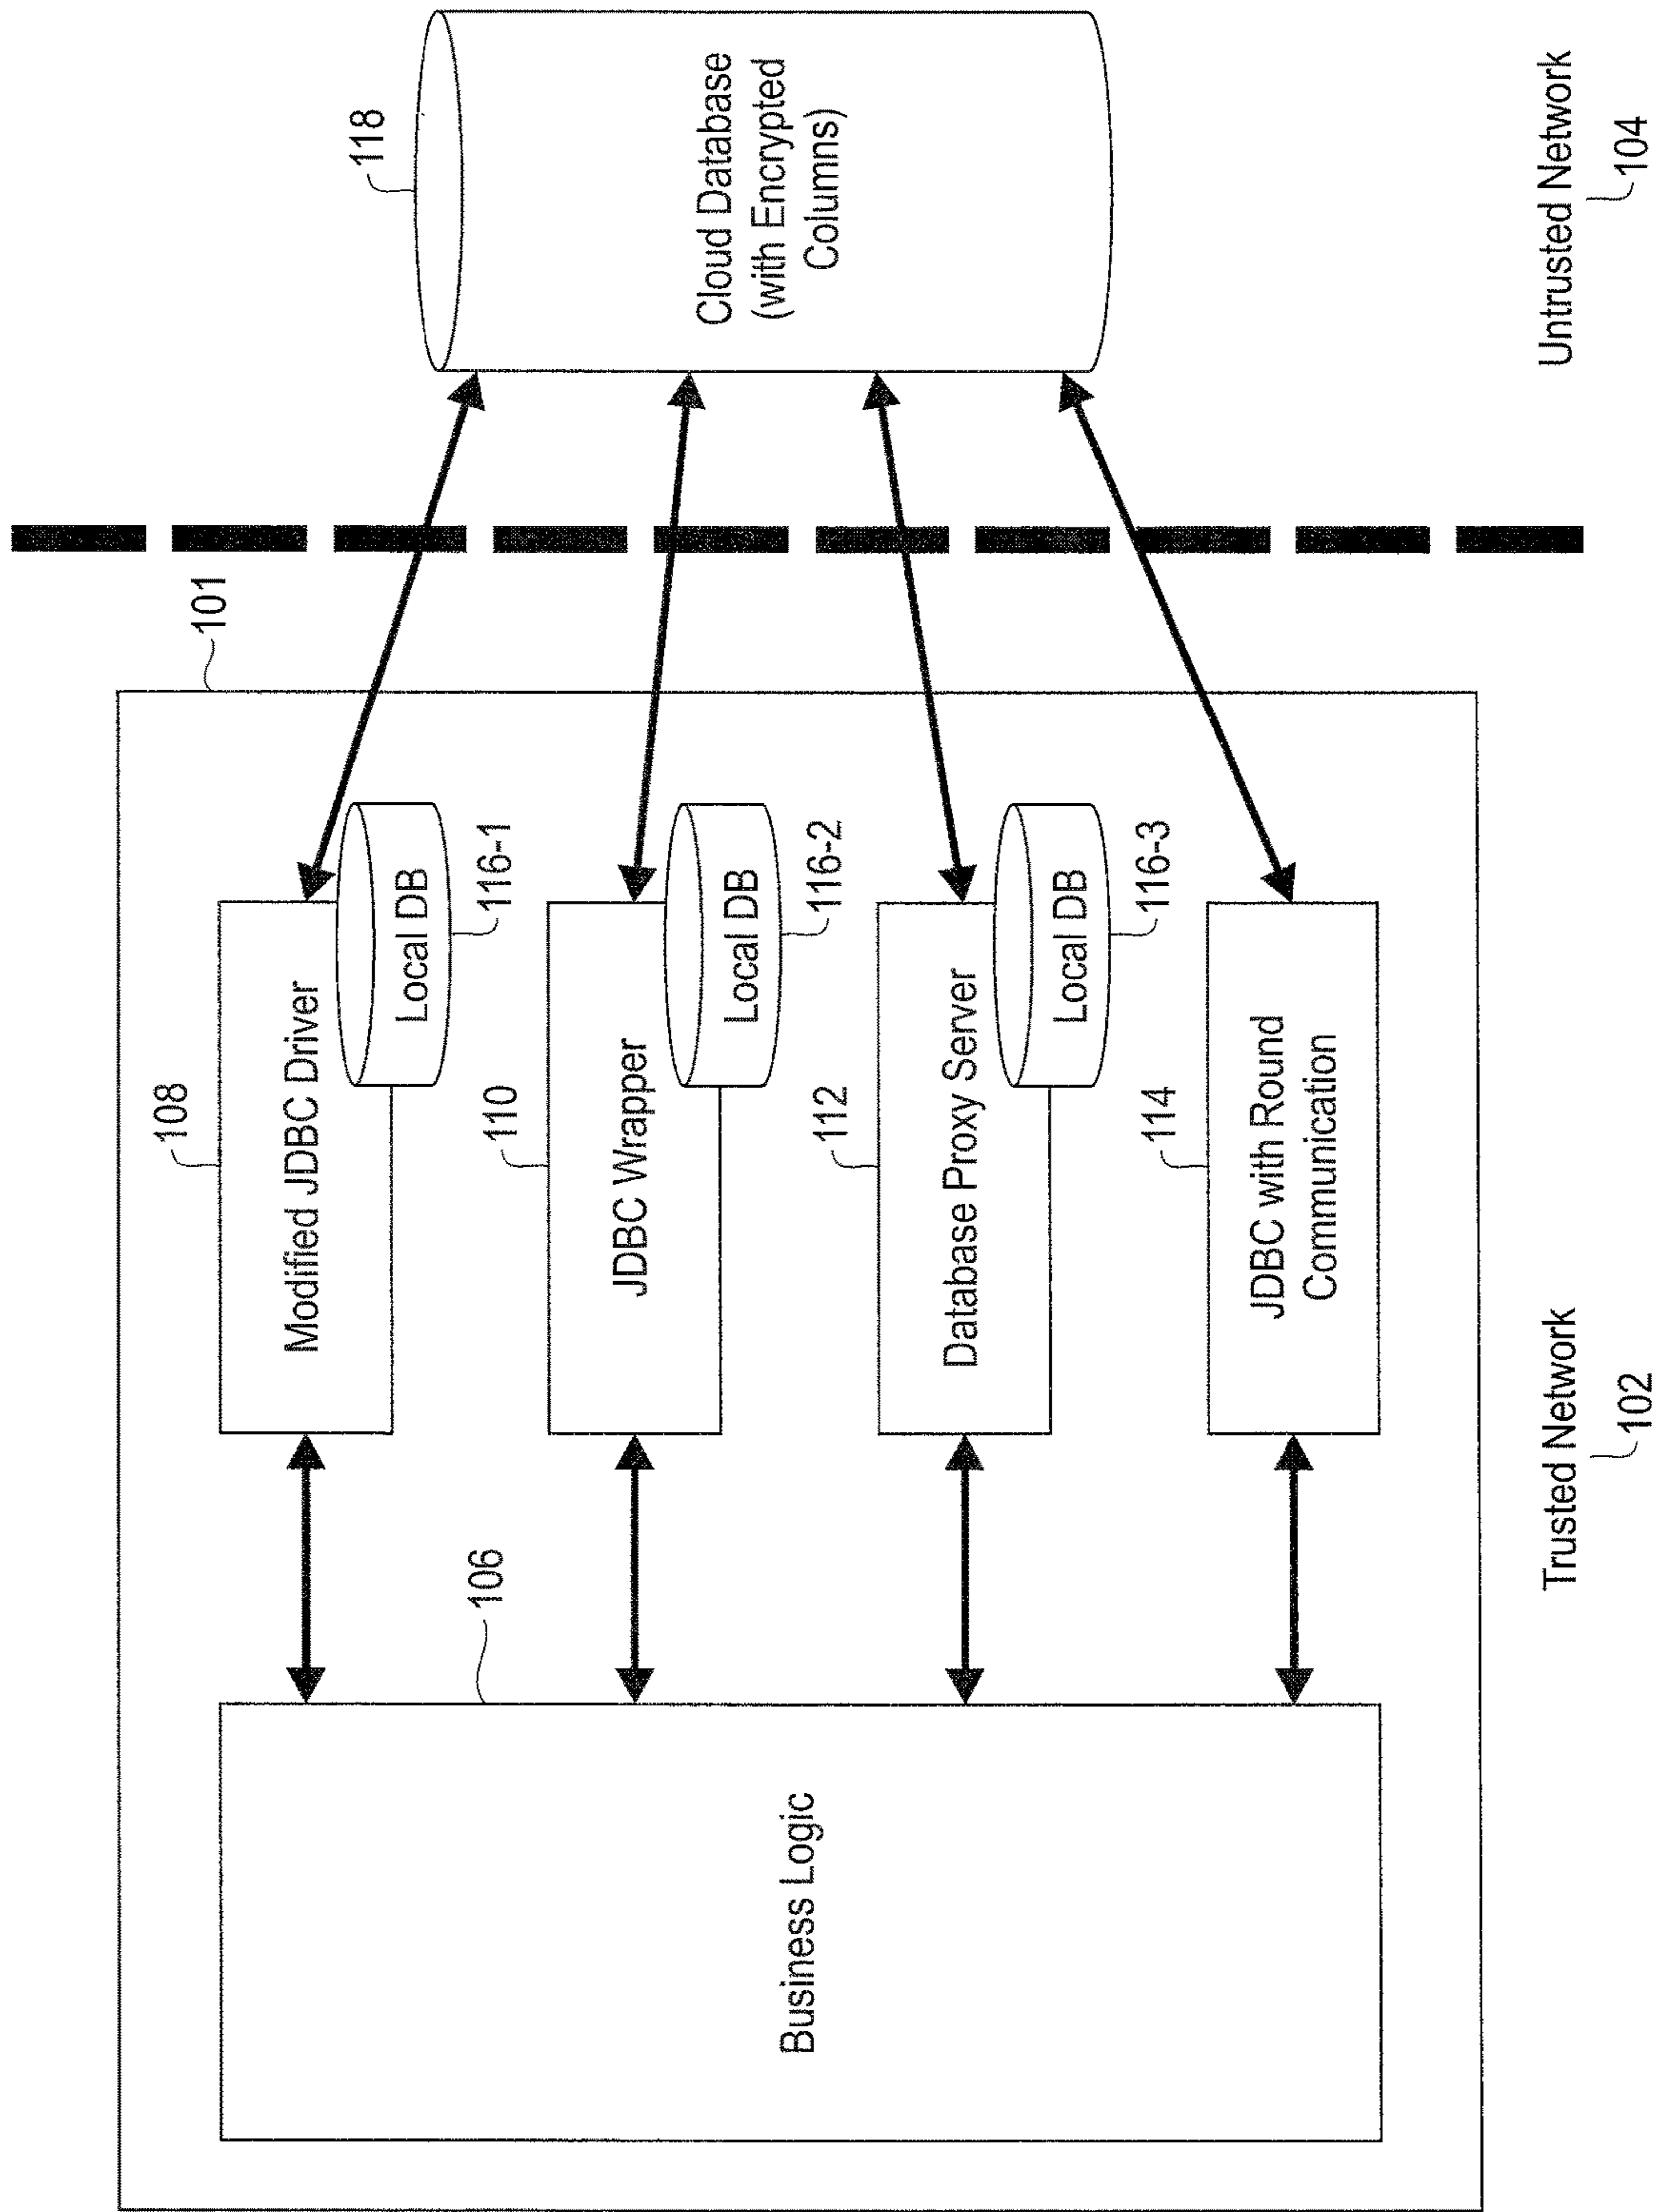 101
106
Business Logic
108
Modified JDBC Driver
Local DB
116-1
110
JDBC Wrapper
Local DB
116-2
112
Database Proxy Server
Local DB
116-3
114
JDBC with Round
Communication
118
Cloud Database
(with Encrypted
Columns)
Trusted Network
102
Untrusted Network
104